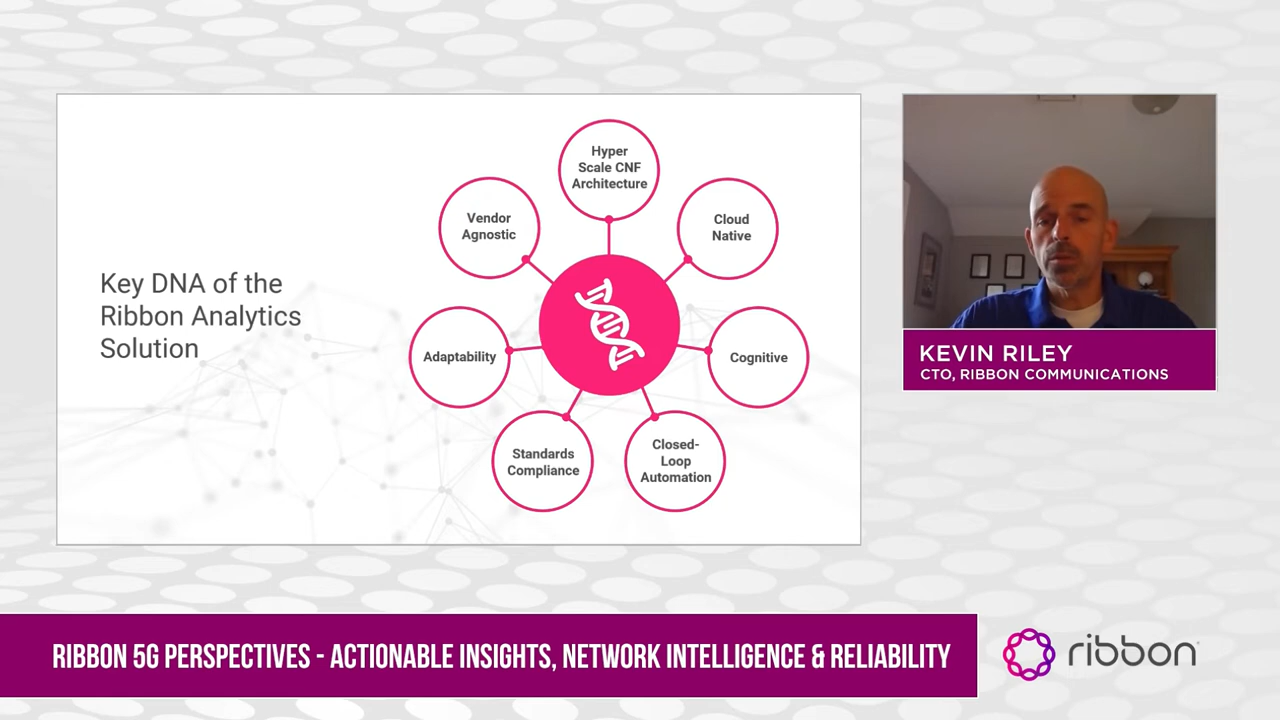 Key DNA of the
Ribbon Analytics
Solution
Hyper
Scale CNF
Architecture
Cloud
Native
Cognitive
Closed-
Loop
Automation
Standards
Compliance
Adaptability
Vendor
Agnostic
KEVIN RILEY
CTO, RIBBON COMMUNICATIONS
RIBBON 5G PERSPECTIVES - ACTIONABLE INSIGHTS, NETWORK INTELLIGENCE & RELIABILITY
ribbon